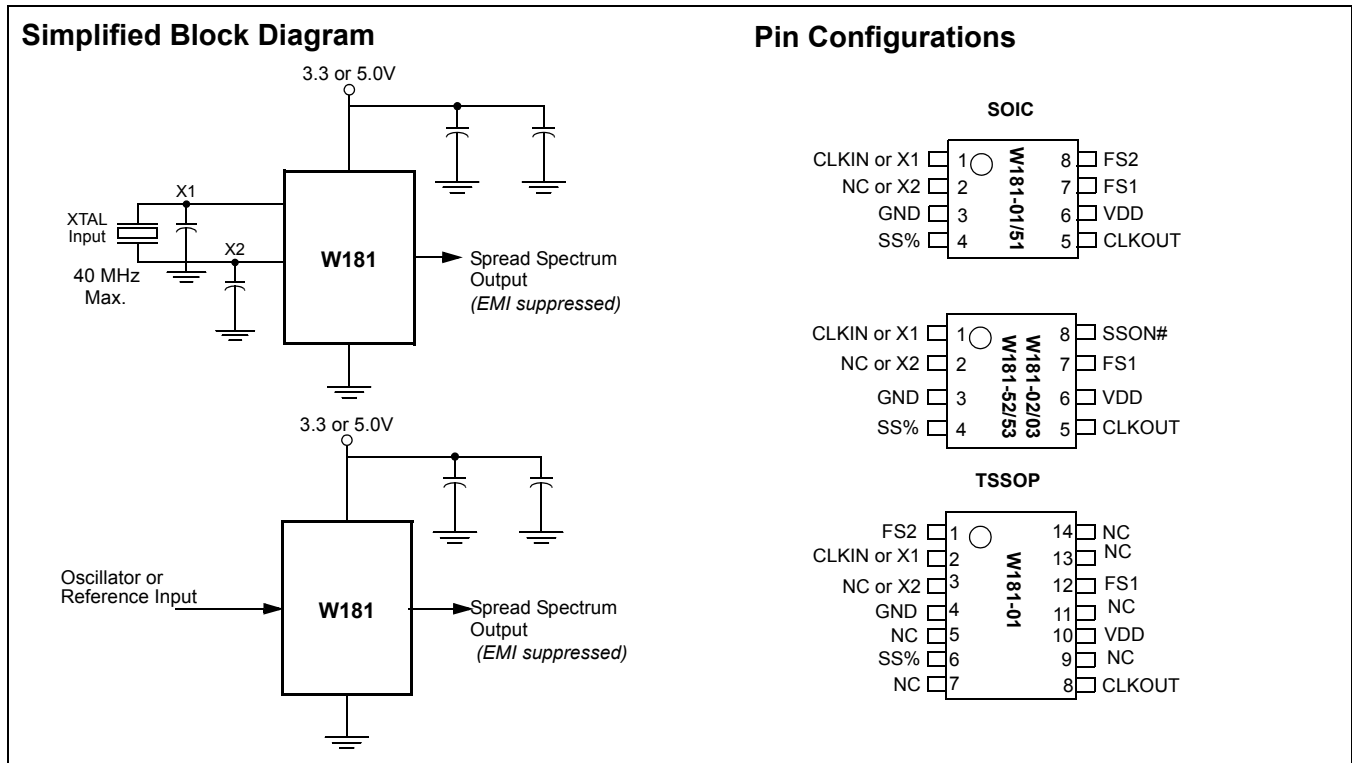 Simplified Block Diagram
3.3 or 5.0V
X1
XTAL
Input
X2
40 MHz
Max.
W181
Spread Spectrum
Output
(EMI suppressed)
3.3 or 5.0V
Oscillator or
Reference Input
W181
Spread Spectrum
Output
(EMI suppressed)
Pin Configurations
SOIC
CLKIN or X1 1 8 FS2
NC or X2 2 7 FS1
GND 3 6 VDD
SS% 4 5 CLKOUT
W181-01/51
CLKIN or X1 1 8 SSON#
NC or X2 2 7 FS1
GND 3 6 VDD
SS% 4 5 CLKOUT
W181-02/03
W181-52/53
TSSOP
FS2 1 14 NC
CLKIN or X1 2 13 NC
NC or X2 3 12 FS1
GND 4 11 NC
NC 5 10 VDD
SS% 6 9 NC
NC 7 8 CLKOUT
W181-01